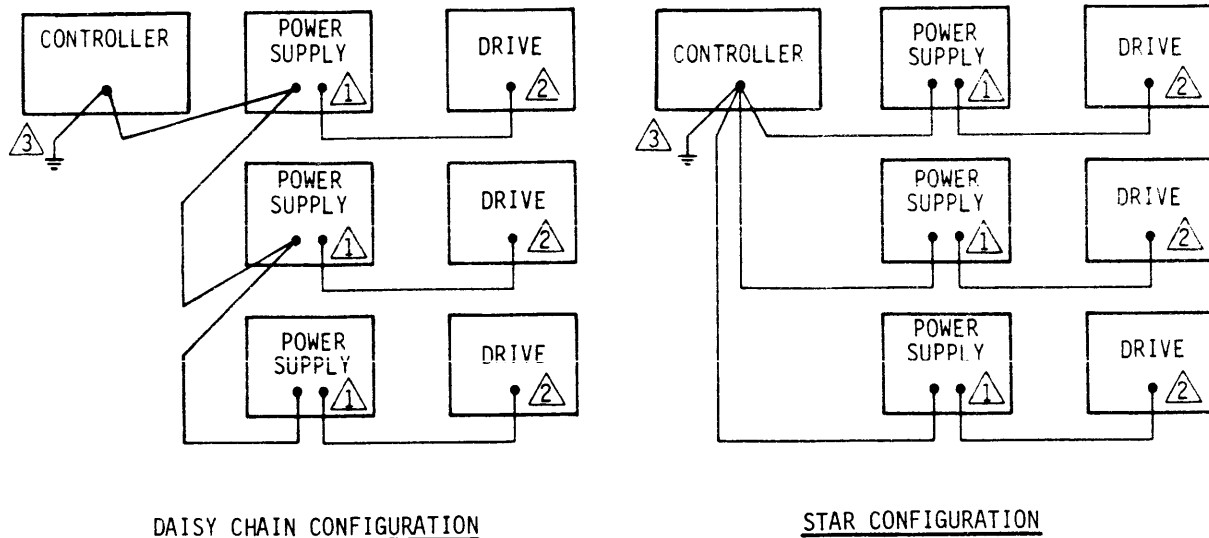 CONTROLLER
POWER
SUPPLY
1
DRIVE
2
3
POWER
SUPPLY
1
DRIVE
2
POWER
SUPPLY
1
DRIVE
2
DAISY CHAIN CONFIGURATION
CONTROLLER
POWER
SUPPLY
1
DRIVE
2
3
POWER
SUPPLY
1
DRIVE
2
POWER
SUPPLY
1
DRIVE
2
STAR CONFIGURATION